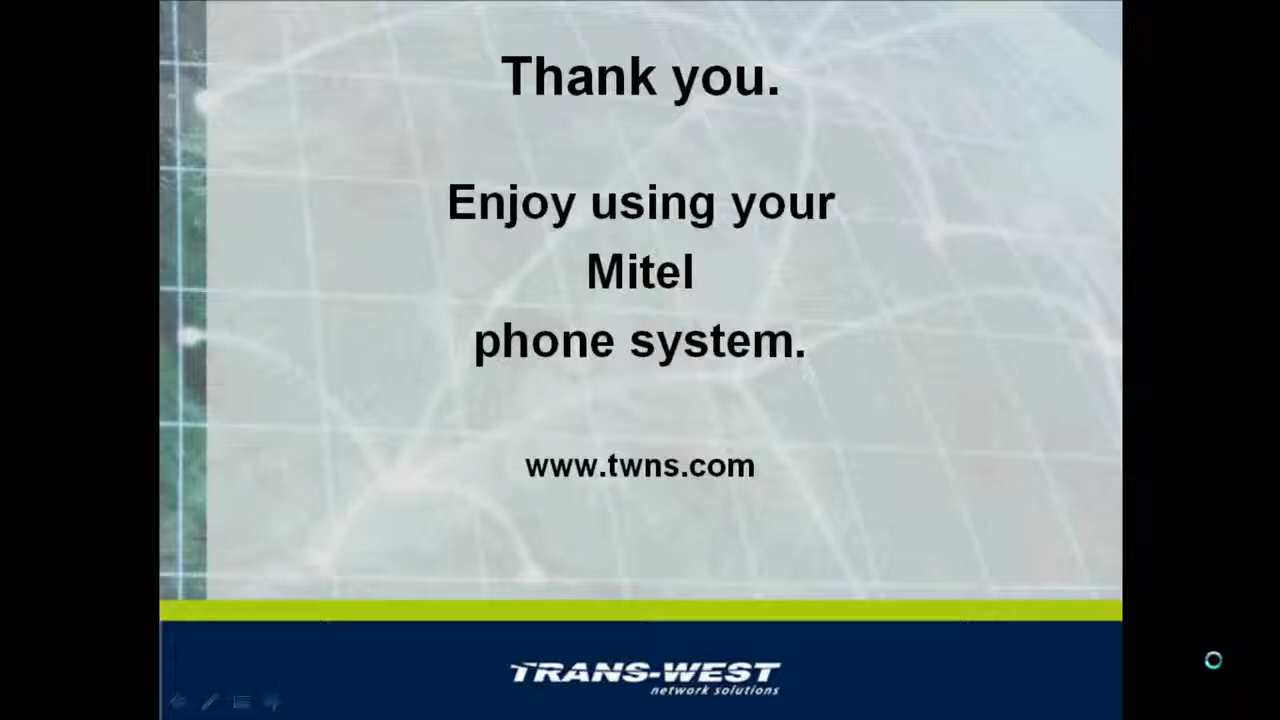 Thank you.
Enjoy using your
Mitel
phone system.
www.twns.com
TRANS-WEST
network solutions